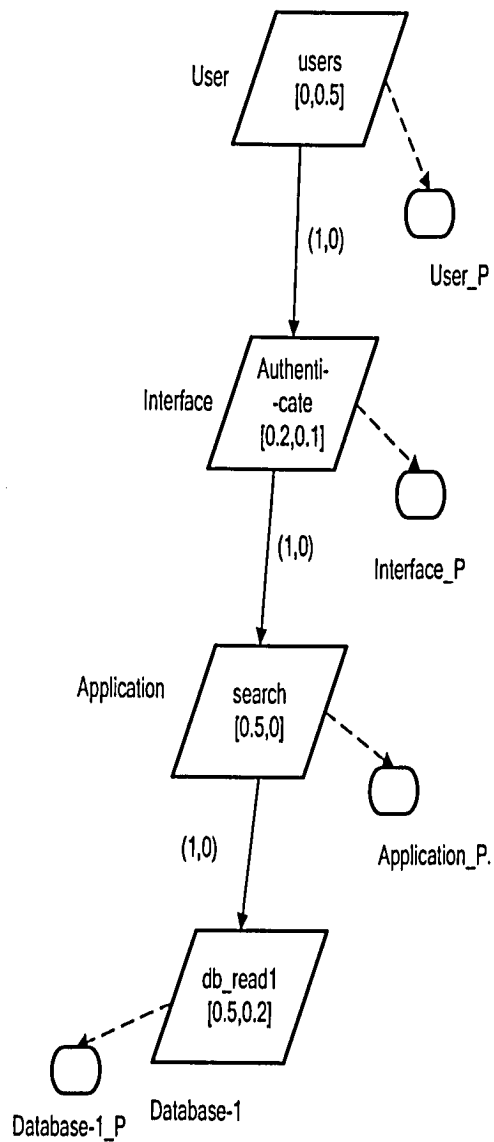 users
[0,0.5]
User
(1,0)
User_P
Authenti-
-cate
[0.2,0.1]
Interface
(1,0)
Interface_P
Application
search
[0.5,0]
(1,0)
Application_P.
db_read1
[0.5,0.2]
Database-1_P
Database-1